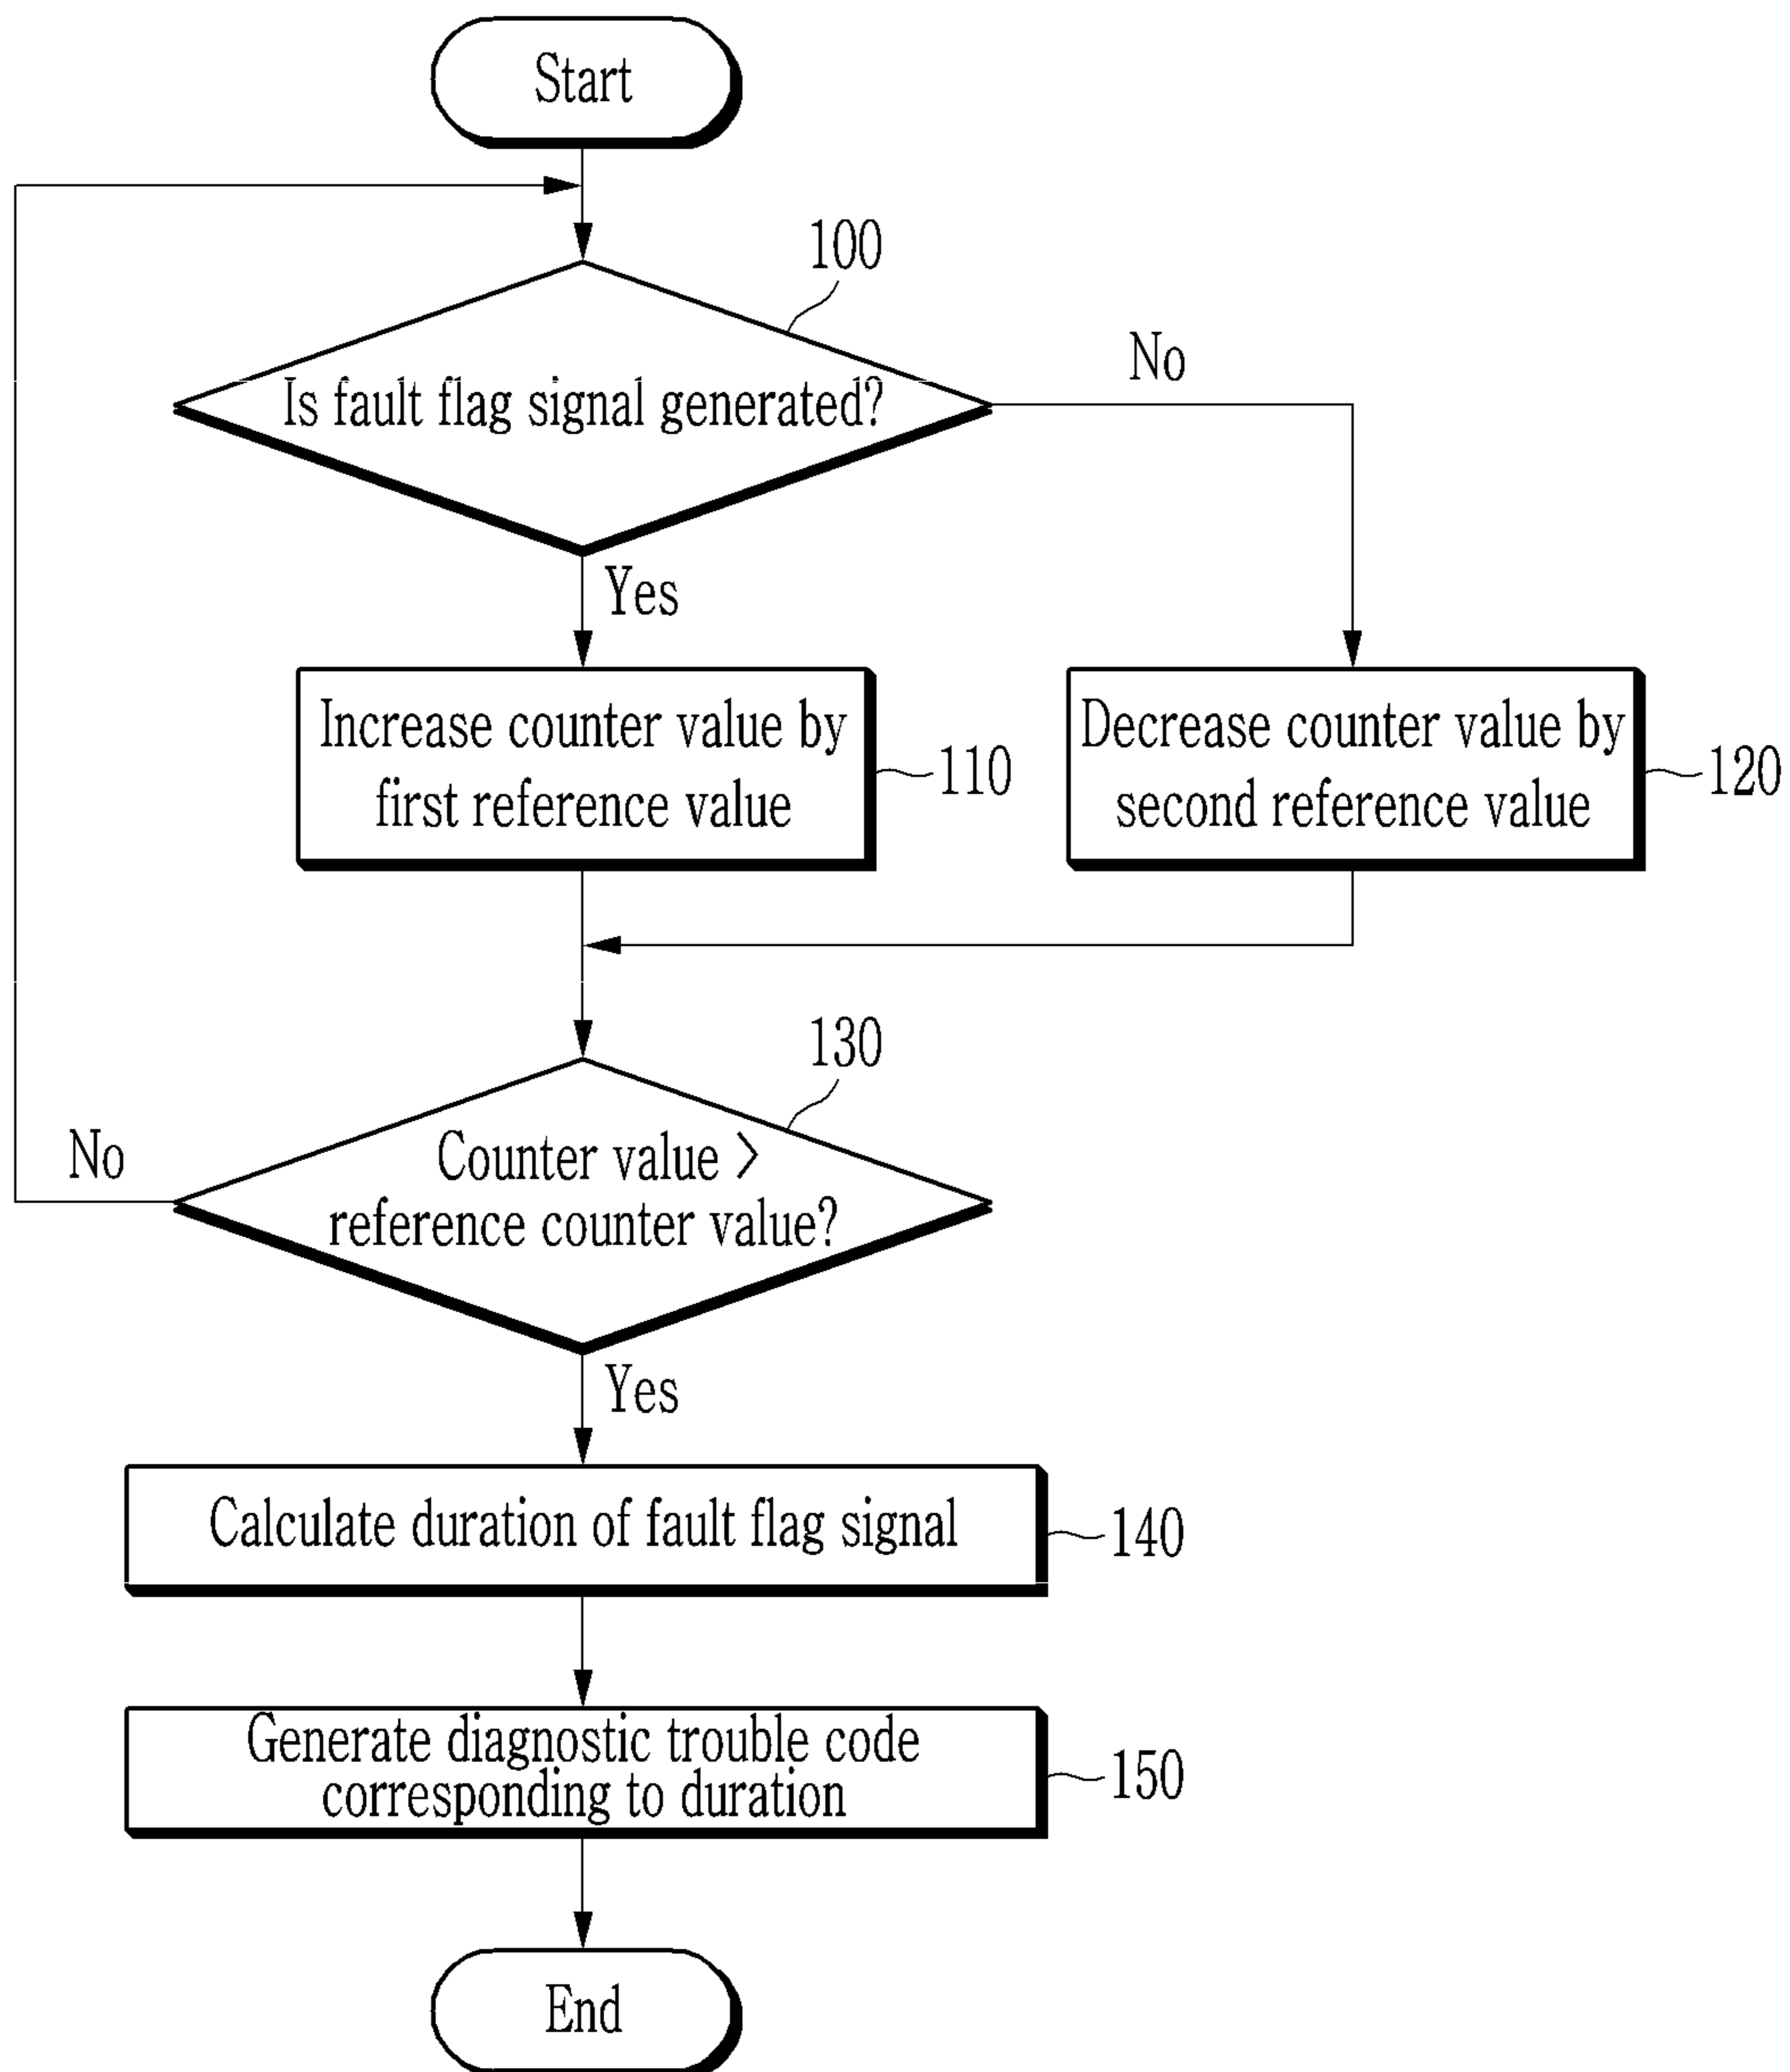 Start
100
Is fault flag signal generated?
No
Yes
Increase counter value by
first reference value
110
Decrease counter value by
second reference value
120
130
No
Counter value >
reference counter value?
Yes
Calculate duration of fault flag signal
140
Generate diagnostic trouble code
corresponding to duration
150
End